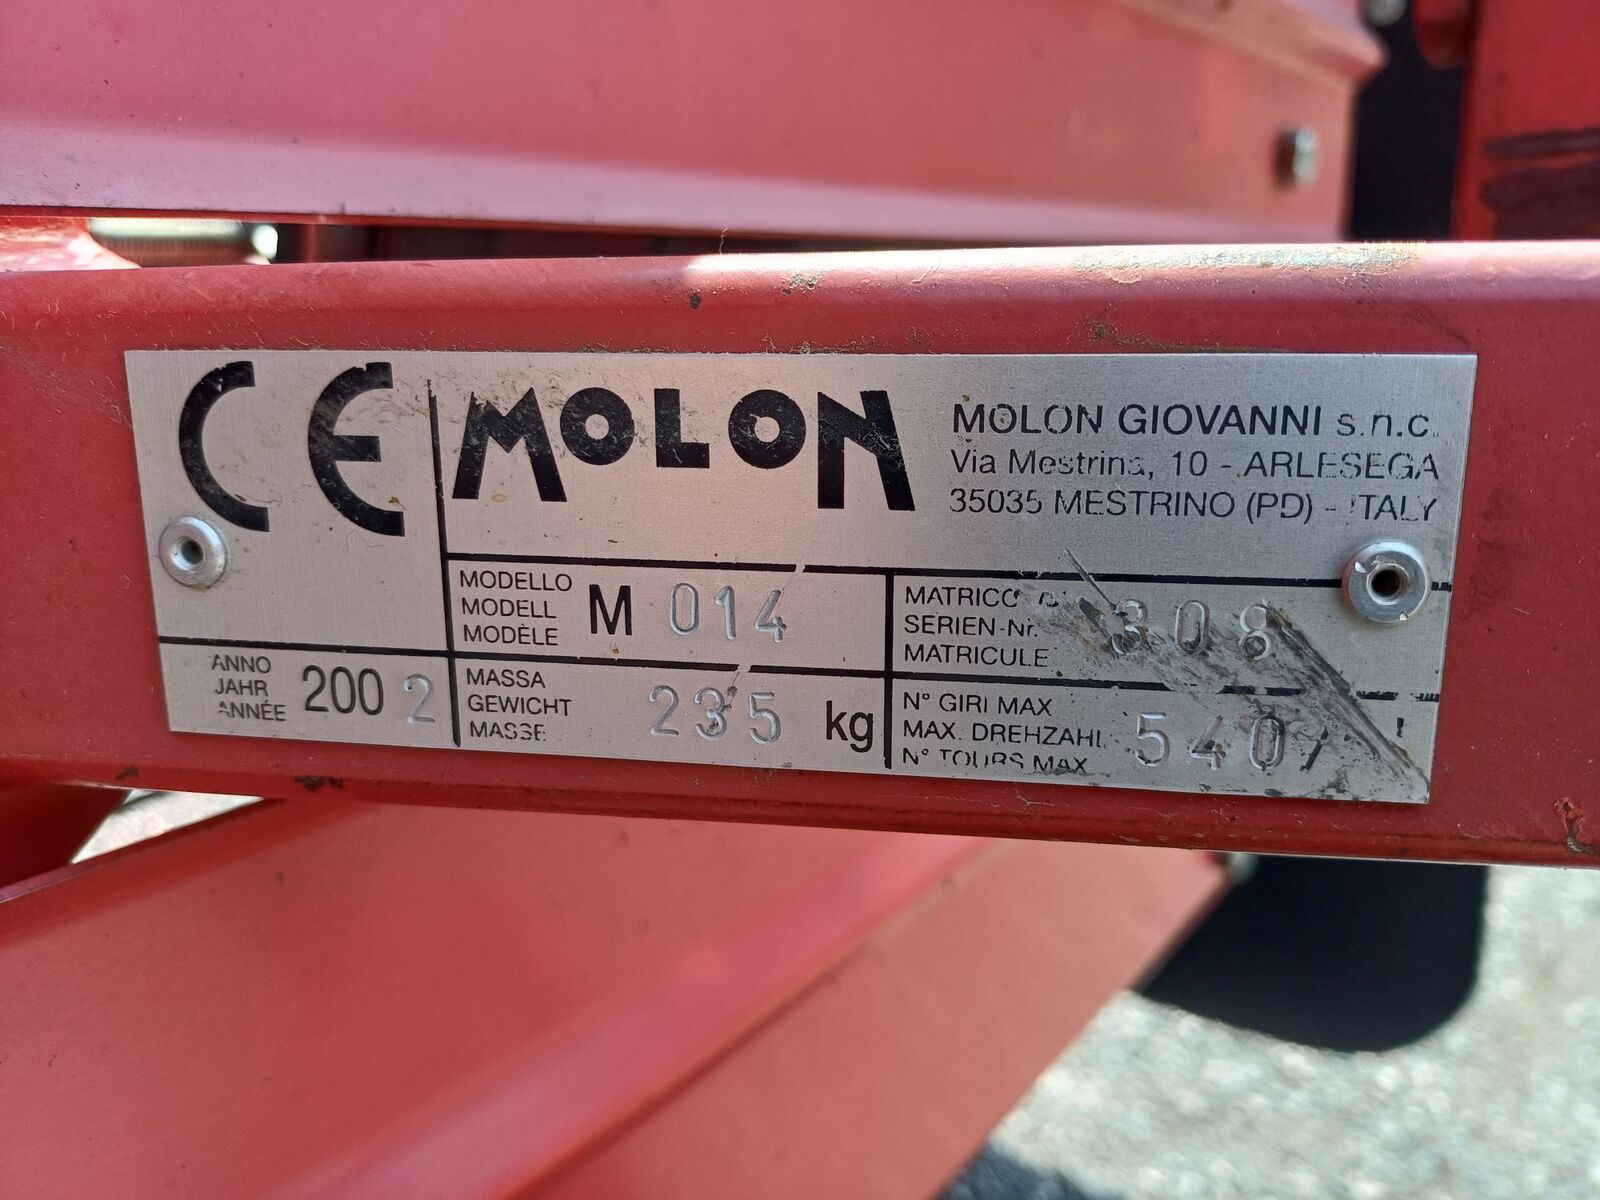 CE MOLON
MOLON GIOVANNI s.n.c.
Via Mestrina, 10 - ARLESEGA
35035 MESTRINO (PD) - ITALY
MODELLO
MODELL
MODÈLE
M 014
SERIEN-Nr.
MATRICULE
308
ANNO
JAHR
ANNÉE
2002
MASSA
GEWICHT
MASSE
235 kg
N° GIRI MAX
MAX. DREHZAHL
N° TOURS MAX
540/